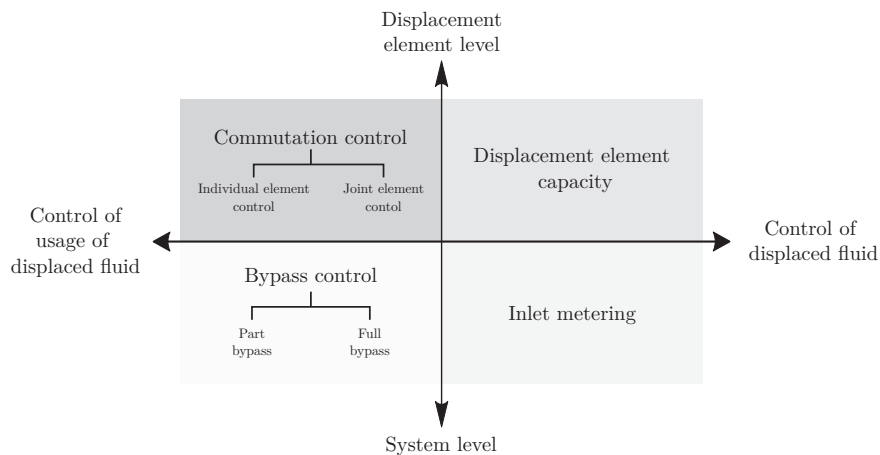 Displacement
element level
Commutation control
Individual element
control
Joint element
contol
Displacement element
capacity
Control of
usage of
displaced fluid
Control of
displaced fluid
Bypass control
Part
bypass
Full
bypass
Inlet metering
System level